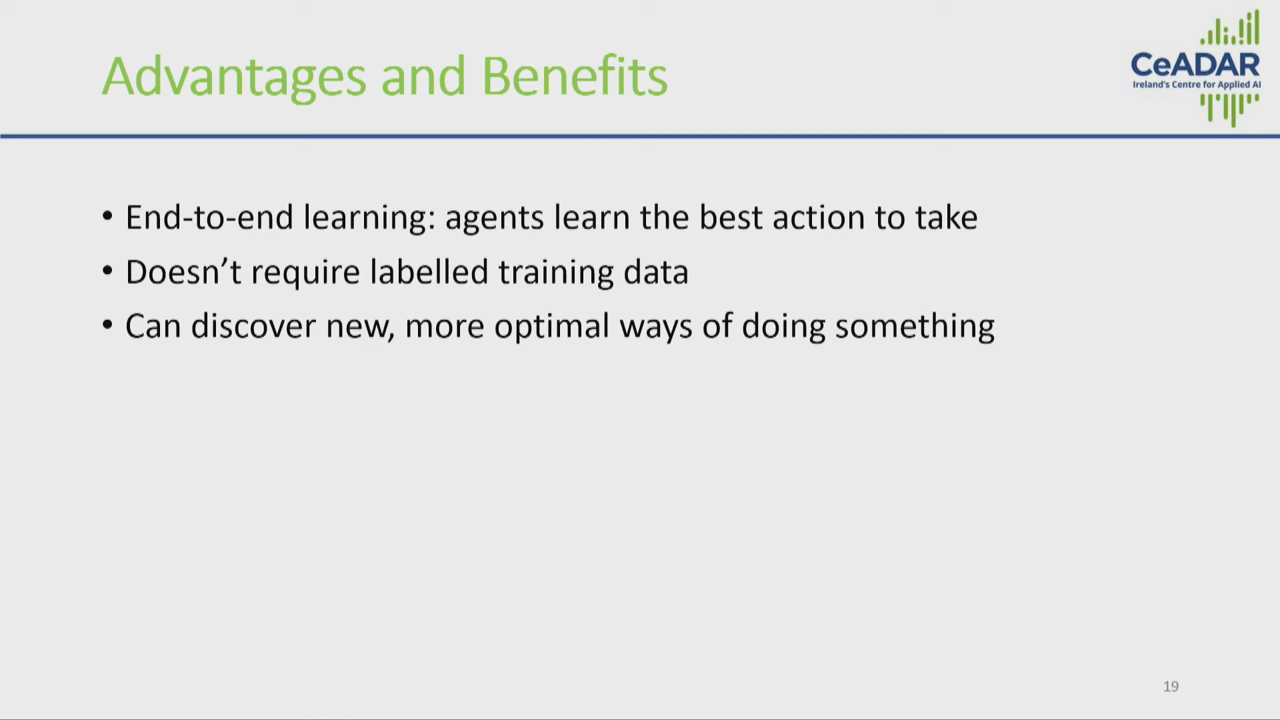 Advantages and Benefits
CeADAR
Ireland's Centre for Applied AI
• End-to-end learning: agents learn the best action to take
• Doesn’t require labelled training data
• Can discover new, more optimal ways of doing something
19